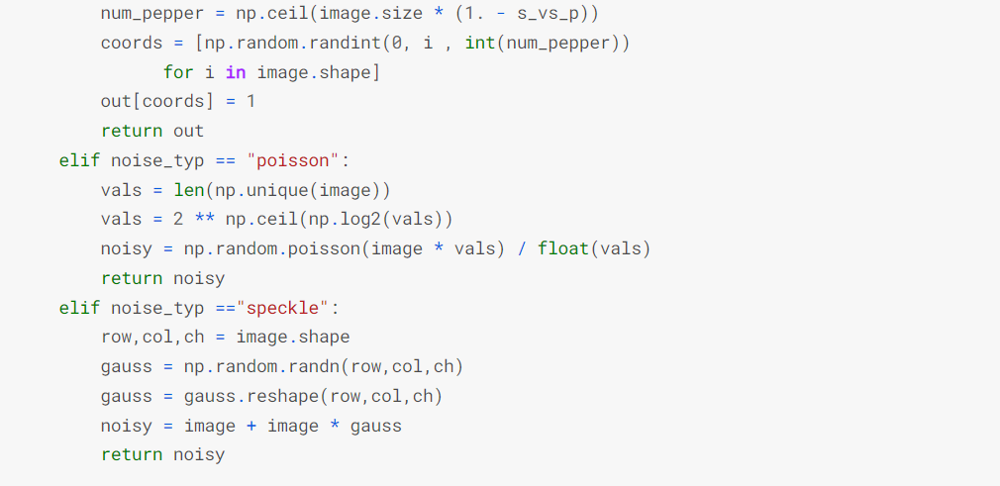 num_pepper = np.ceil(image.size * (1. - s_vs_p))
coords = [np.random.randint(0, i , int(num_pepper))
for i in image.shape]
out[coords] = 1
return out
elif noise_typ == "poisson":
vals = len(np.unique(image))
vals = 2 ** np.ceil(np.log2(vals))
noisy = np.random.poisson(image * vals) / float(vals)
return noisy
elif noise_typ =="speckle":
row,col,ch = image.shape
gauss = np.random.randn(row,col,ch)
gauss = gauss.reshape(row,col,ch)
noisy = image + image * gauss
return noisy